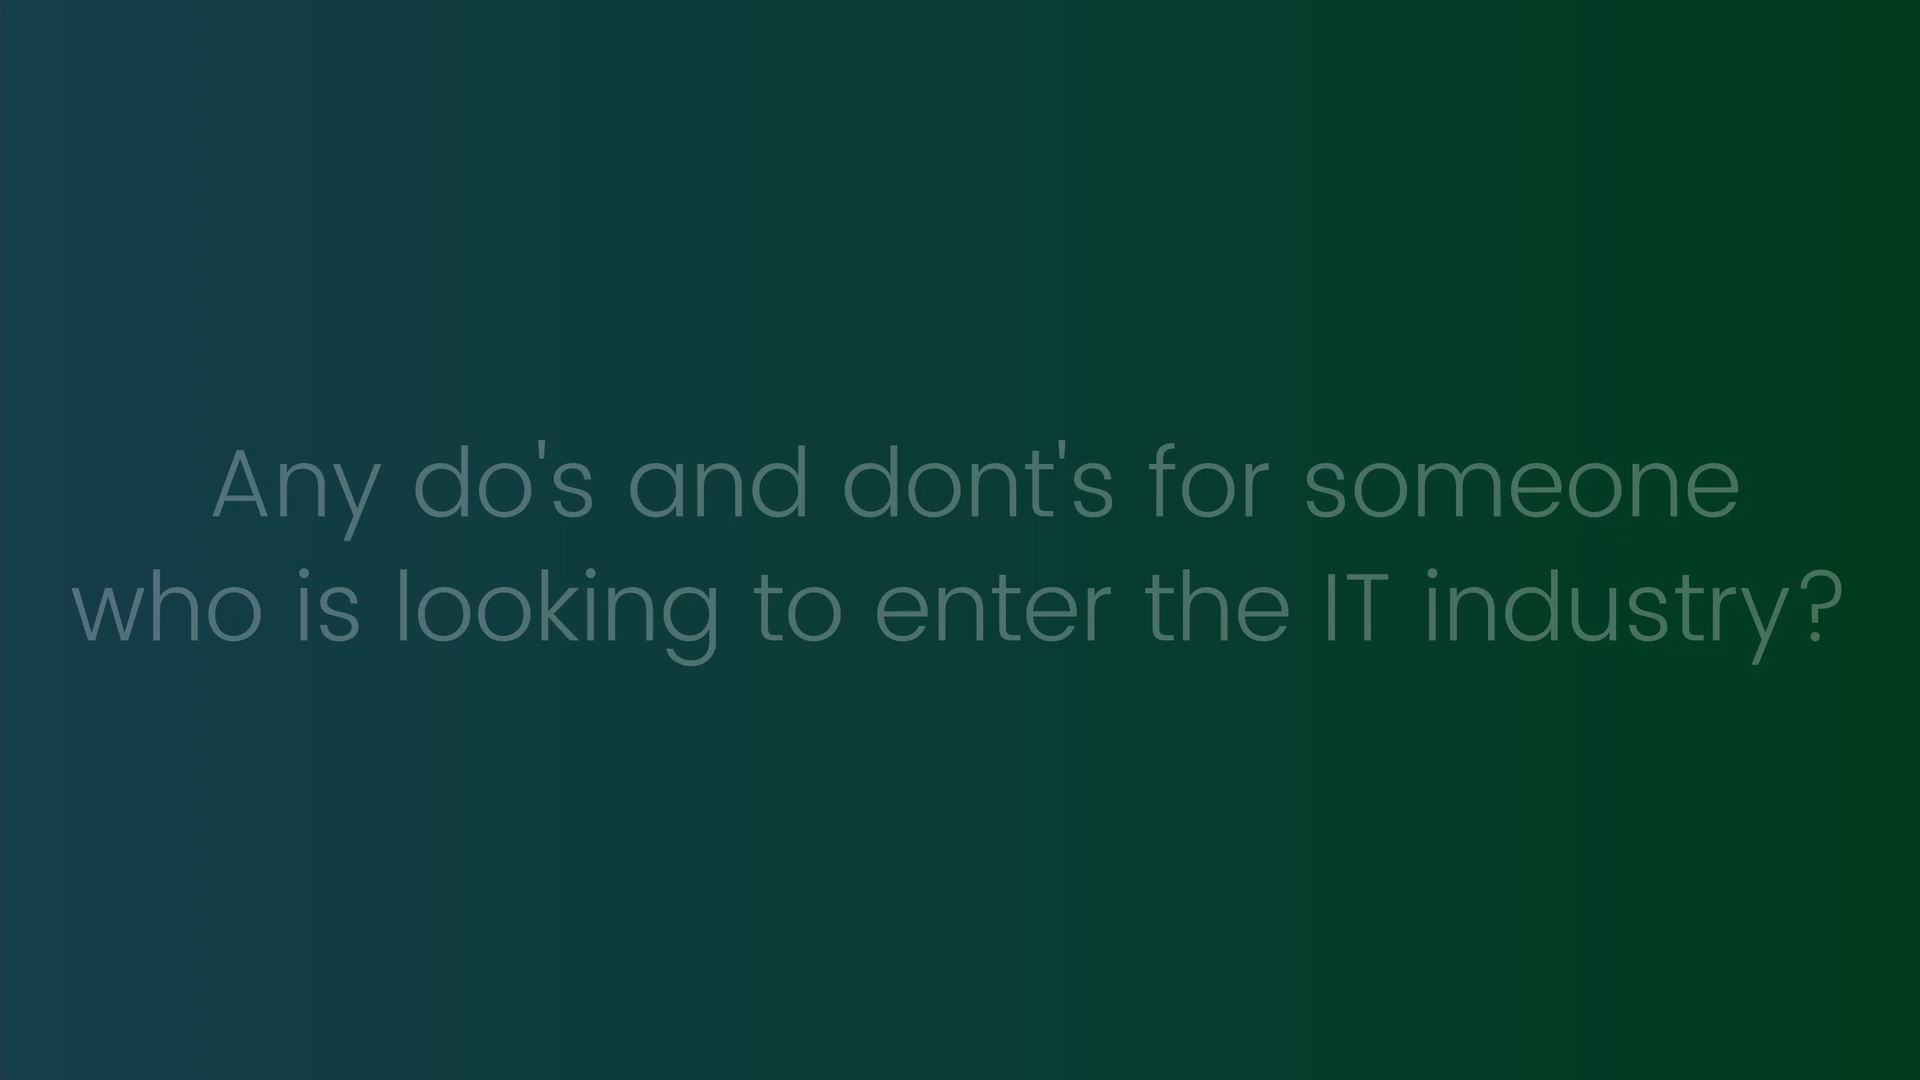 Any do's and dont's for someone
who is looking to enter the IT industry?